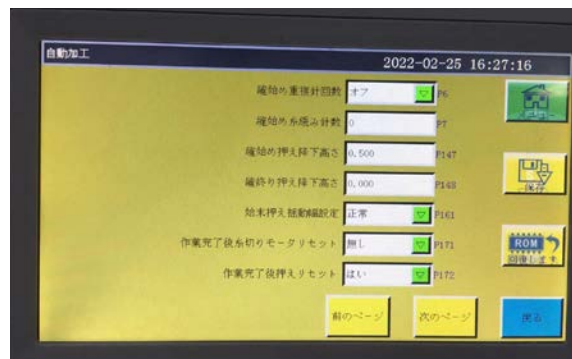 自動加工
2022-02-25 16:27:16
縫始め重複針回数 オフ P6
縫始め糸緩み針数 0 P7
縫始め押え降下高さ 0.500 P147
縫終り押え降下高さ 0.000 P148
始末押え揺動幅設定 正常 P161
作業完了後糸切りモータリセット 無し P171
作業完了後押えリセット はい P172
メニュー
保存
ROM
回復します
前のページ
次のページ
戻る